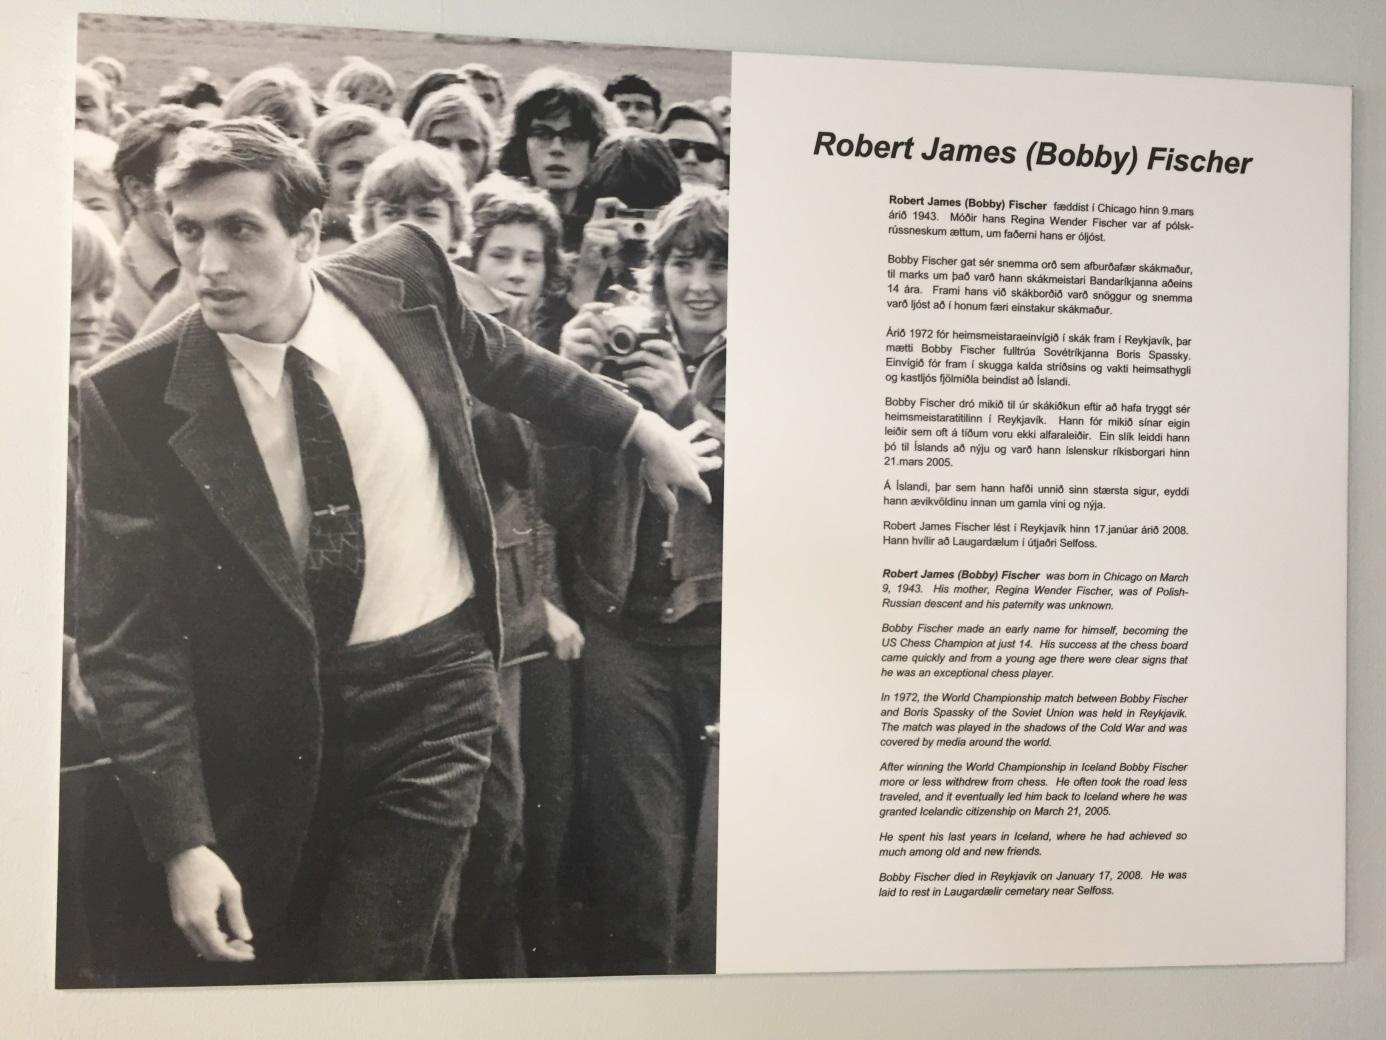 Robert James (Bobby) Fischer
Robert James (Bobby) Fischer fæddist í Chicago hinn 9.mars
árið 1943. Móðir hans Regina Wender Fischer var af pólsk-
rússneskum ættum, um faðerni hans er óljóst.
Bobby Fischer gat sér snemma orð sem afburðafær skákmaður,
til marks um það varð hann skákmeistari Bandaríkjanna aðeins
14 ára. Frami hans við skákborðið varð snöggur og snemma
varð ljóst að í honum færi einstakur skákmaður.
Árið 1972 fór heimsmeistaraeinvígið í skák fram í Reykjavík, þar
mætti Bobby Fischer fulltrúa Sovétríkjanna Boris Spassky.
Einvígið fór fram í skugga kalda stríðsins og vakti heimsathygli
og kastljós fjölmiðla beindist að Íslandi.
Bobby Fischer dró mikið til úr skákiðkun eftir að hafa tryggt sér
heimsmeistaratitilinn í Reykjavík. Hann fór mikið sínar eigin
leiðir sem oft á tíðum voru ekki alfaraleiðir. Ein slík leiddi hann
þó til Íslands að nýju og varð hann íslenskur ríkisborgari hinn
21.mars 2005.
Á Íslandi, þar sem hann hafði unnið sinn stærsta sigur, eyddi
hann ævikvöldinu innan um gamla vini og nýja.
Robert James Fischer lést í Reykjavík hinn 17.janúar árið 2008.
Hann hvílir að Laugardælum í útjaðri Selfoss.
Robert James (Bobby) Fischer was born in Chicago on March
9, 1943. His mother, Regina Wender Fischer, was of Polish-
Russian descent and his paternity was unknown.
Bobby Fischer made an early name for himself, becoming the
US Chess Champion at just 14. His success at the chess board
came quickly and from a young age there were clear signs that
he was an exceptional chess player.
In 1972, the World Championship match between Bobby Fischer
and Boris Spassky of the Soviet Union was held in Reykjavik.
The match was played in the shadows of the Cold War and was
covered by media around the world.
After winning the World Championship in Iceland Bobby Fischer
more or less withdrew from chess. He often took the road less
traveled, and it eventually led him back to Iceland where he was
granted Icelandic citizenship on March 21, 2005.
He spent his last years in Iceland, where he had achieved so
much among old and new friends.
Bobby Fischer died in Reykjavik on January 17, 2008. He was
laid to rest in Laugardælir cemetary near Selfoss.